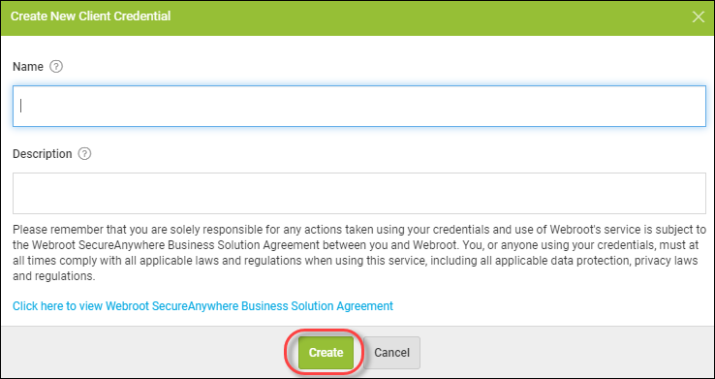 Create New Client Credential
Name
Description
Please remember that you are solely responsible for any actions taken using your credentials and use of Webroot's service is subject to
the Webroot SecureAnywhere Business Solution Agreement between you and Webroot. You, or anyone using your credentials, must at
all times comply with all applicable laws and regulations when using this service, including all applicable data protection, privacy laws
and regulations.
Click here to view Webroot SecureAnywhere Business Solution Agreement
Create Cancel